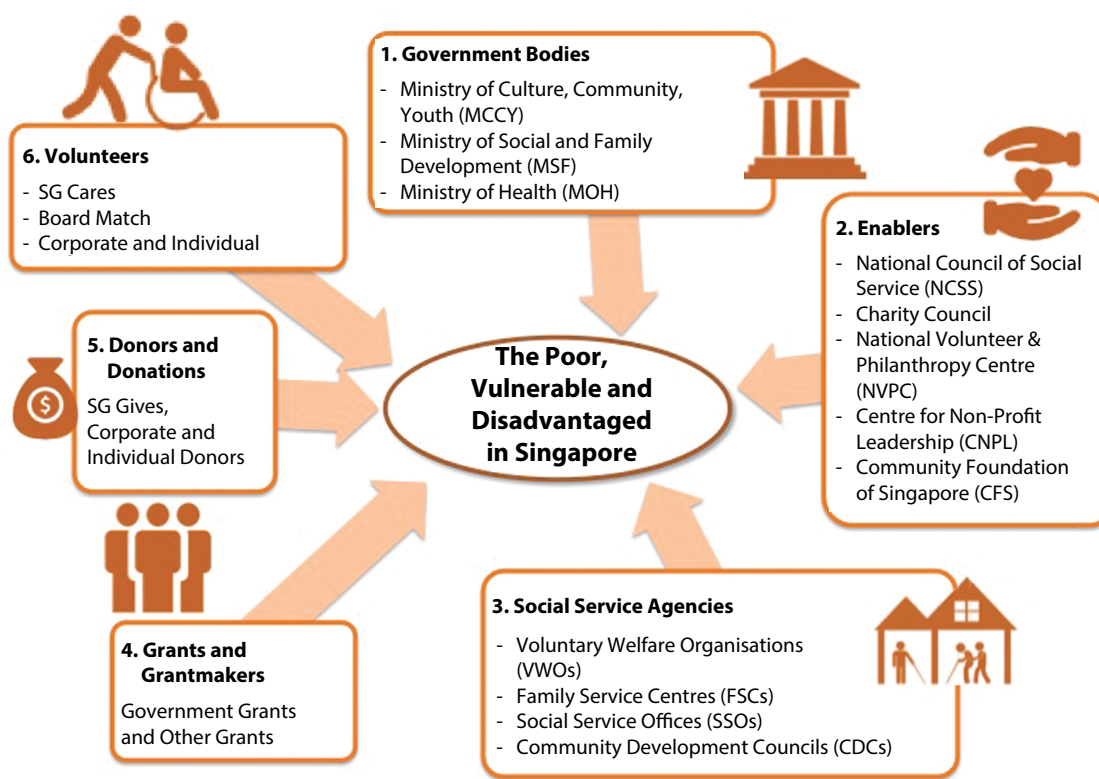 1. Government Bodies
- Ministry of Culture, Community,
Youth (MCCY)
- Ministry of Social and Family
Development (MSF)
- Ministry of Health (MOH)
2. Enablers
- National Council of Social
Service (NCSS)
- Charity Council
- National Volunteer &
Philanthropy Centre
(NVPC)
- Centre for Non-Profit
Leadership (CNPL)
- Community Foundation
of Singapore (CFS)
3. Social Service Agencies
- Voluntary Welfare Organisations
(VWOs)
- Family Service Centres (FSCs)
- Social Service Offices (SSOs)
- Community Development Councils (CDCs)
4. Grants and
Grantmakers
Government Grants
and Other Grants
5. Donors and
Donations
SG Gives,
Corporate and
Individual Donors
$
6. Volunteers
- SG Cares
- Board Match
- Corporate and Individual
The Poor,
Vulnerable and
Disadvantaged
in Singapore